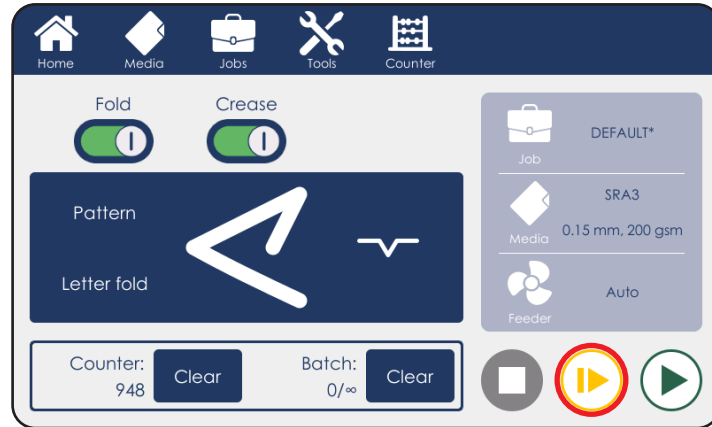 Home Media Jobs Tools Counter
Fold Crease
Pattern
Letter fold
Counter:
948
Clear
Batch:
0/∞
Clear
Job
DEFAULT*
Media
SRA3
0.15 mm, 200 gsm
Feeder
Auto